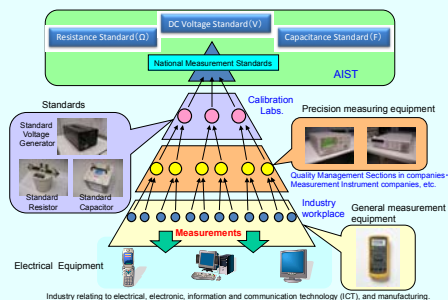 DC Voltage Standard(V)
Resistance Standard(Ω)
Capacitance Standard(F)
National Measurement Standards
AIST
Standards
Calibration
Labs.
Precision measuring equipment
Standard
Voltage
Generator
Standard
Resistor
Standard
Capacitor
Quality Management Sections in companies・
Measurement Instrument companies, etc.
Industry
workplace
General measurement
equipment
Measurements
Electrical Equipment
Industry relating to electrical, electronic, information and communication technology (ICT), and manufacturing.